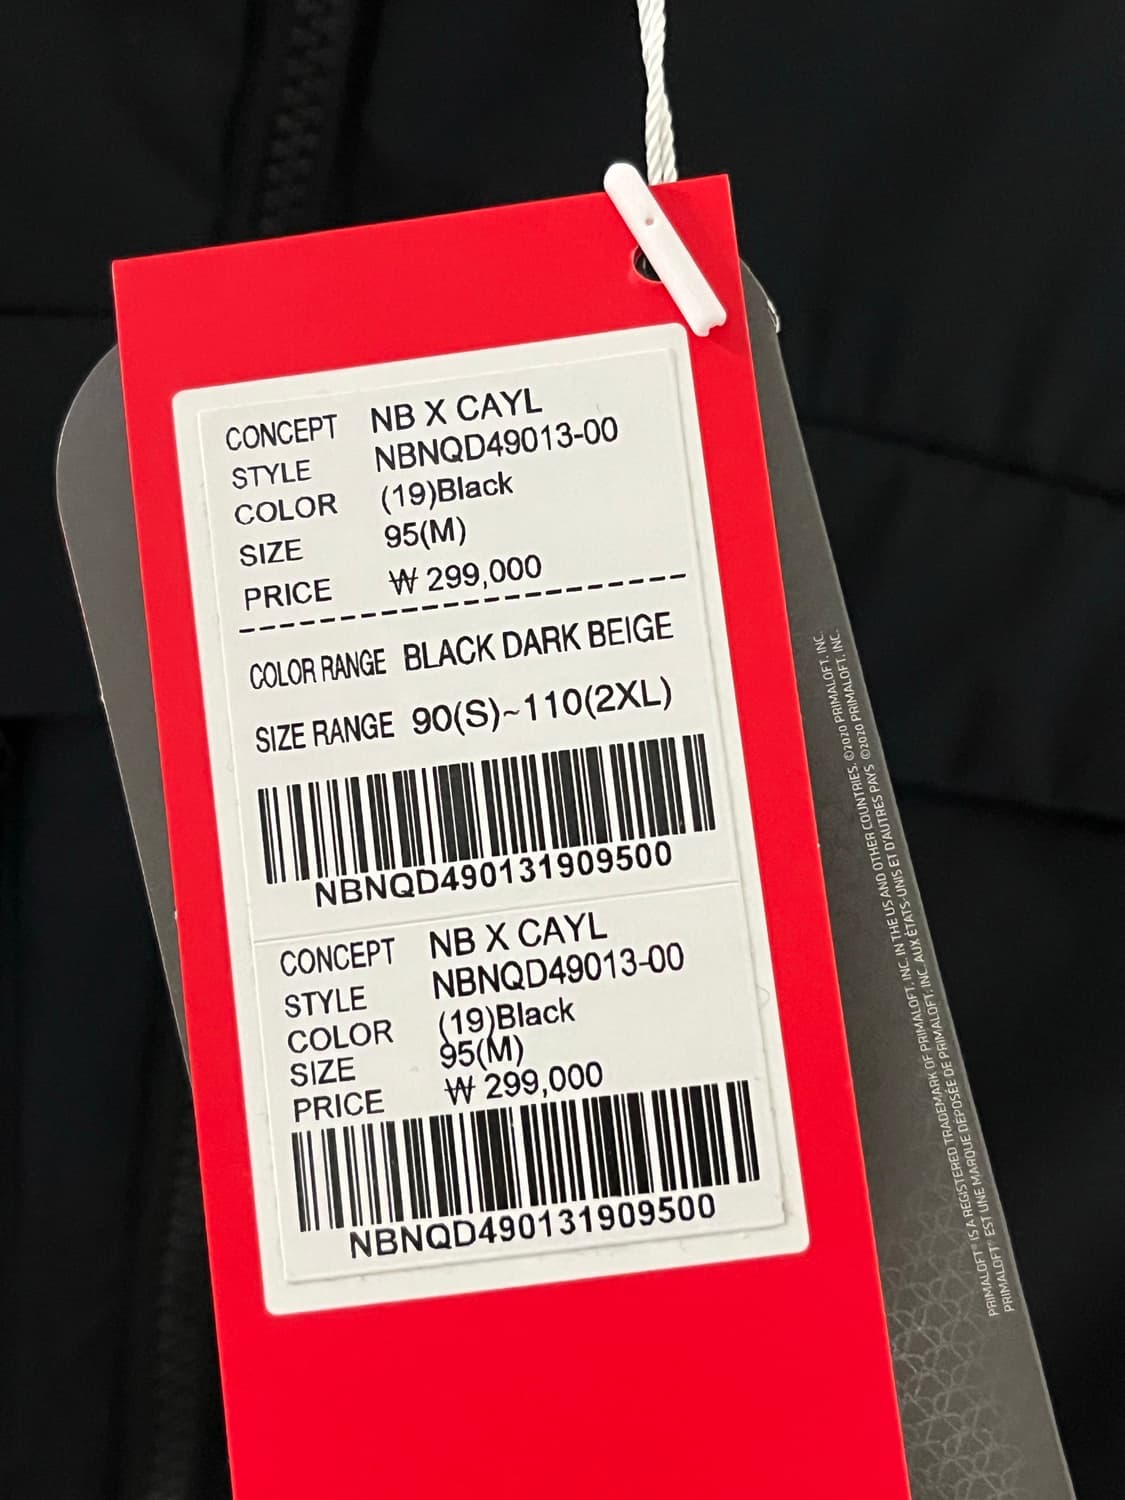 CONCEPT NB X CAYL
STYLE NBNQD49013-00
COLOR (19)Black
SIZE 95(M)
PRICE ₩ 299,000
COLOR RANGE BLACK DARK BEIGE
SIZE RANGE 90(S)~110(2XL)
NBNQD490131909500
CONCEPT NB X CAYL
STYLE NBNQD49013-00
COLOR (19)Black
SIZE 95(M)
PRICE ₩ 299,000
NBNQD490131909500
PRIMALOFT® IS A REGISTERED TRADEMARK OF PRIMALOFT, INC. IN THE US AND OTHER COUNTRIES. ©2020 PRIMALOFT, INC.
PRIMALOFT® EST UNE MARQUE DÉPOSÉE DE PRIMALOFT, INC. AUX ÉTATS-UNIS ET D'AUTRES PAYS ©2020 PRIMALOFT, INC.